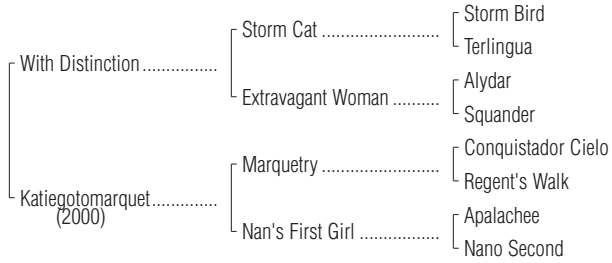 Storm Bird
Storm Cat ......................
Terlingua
With Distinction ..............
Alydar
Extravagant Woman .........
Squander
Conquistador Cielo
Marquetry ......................
Regent's Walk
Katiegotomarquet .............
(2000)
Apalachee
Nan's First Girl ...............
Nano Second